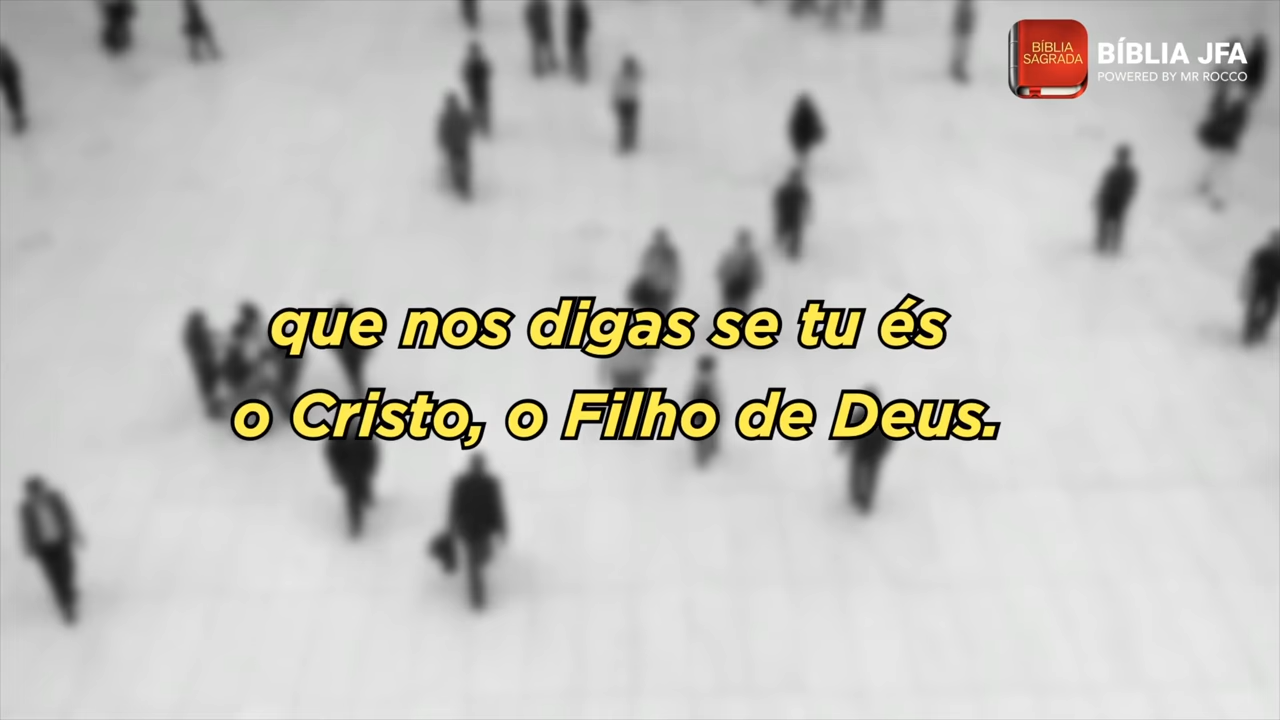 BÍBLIA
SAGRADA
BÍBLIA JFA
POWERED BY MR ROCCO
que nos digas se tu és
o Cristo, o Filho de Deus.